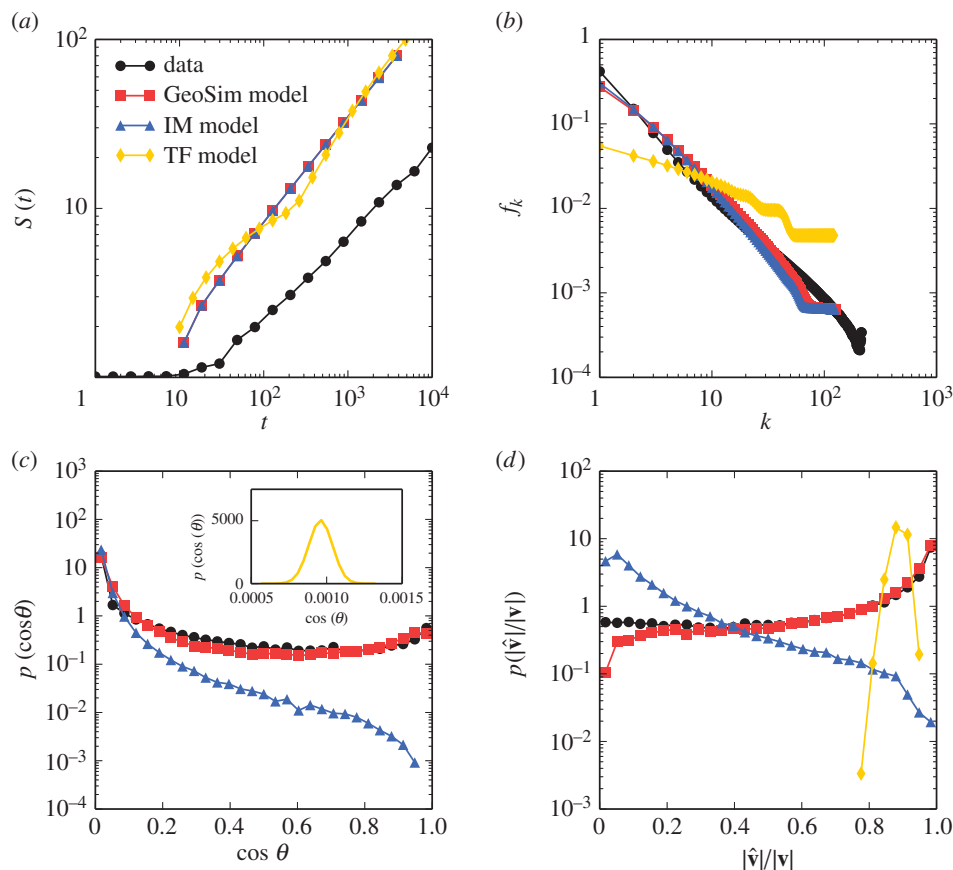 (a)
10²
10
S (t)
data
GeoSim model
IM model
TF model
1 10 10² 10³ 10⁴
t
(b)
1
10⁻¹
10⁻²
10⁻³
10⁻⁴
fₖ
1 10 10² 10³
k
(c)
10³
10²
10
1
10⁻¹
10⁻²
10⁻³
10⁻⁴
p (cosθ)
0 0.2 0.4 0.6 0.8 1.0
cos θ
5000
0
p (cos (θ))
0.0005 0.0010 0.0015
cos (θ)
(d)
10²
10
1
10⁻¹
10⁻²
10⁻³
p(|v̂|/|v|)
0 0.2 0.4 0.6 0.8 1.0
|v̂|/|v|